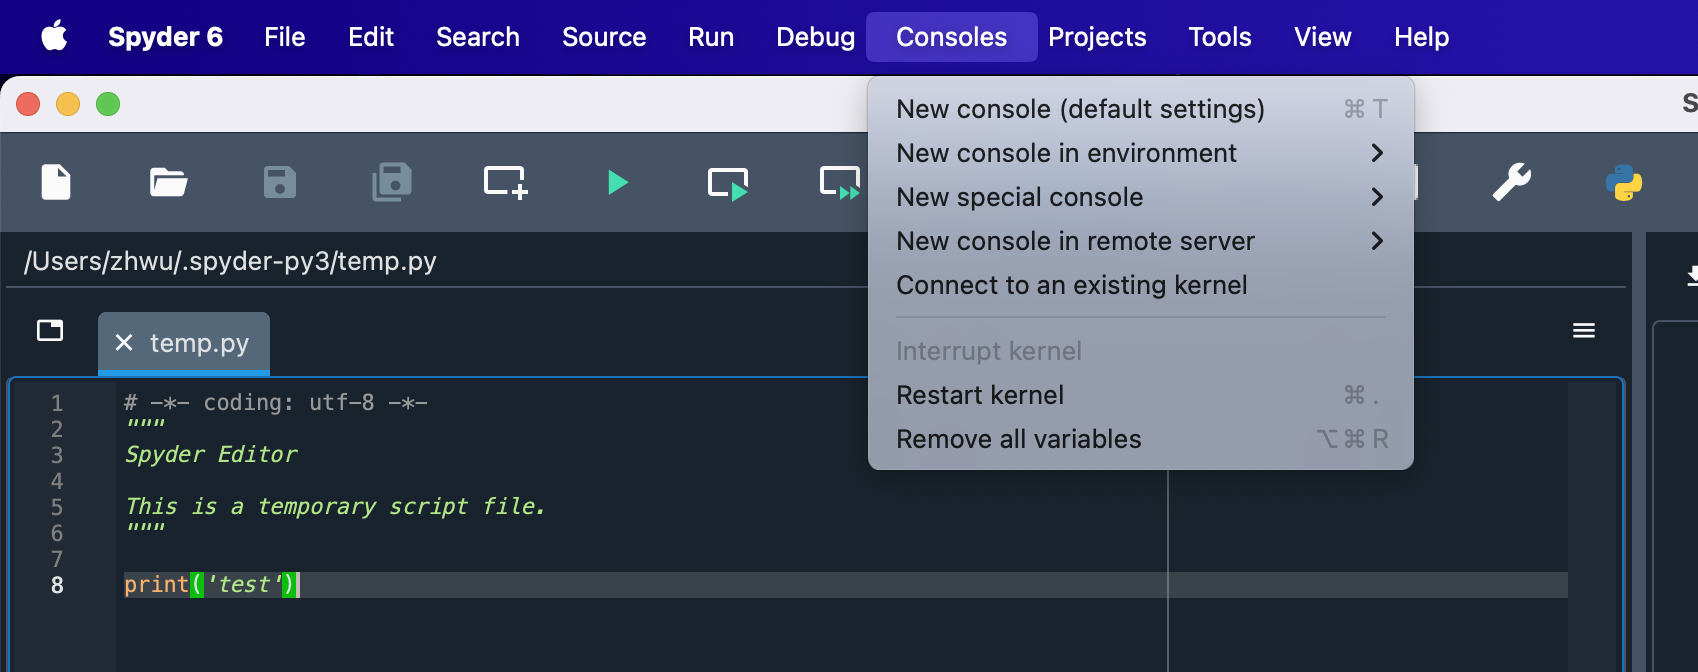 Spyder 6 File Edit Search Source Run Debug Consoles Projects Tools View Help
New console (default settings) ⌘ T
New console in environment
New special console
New console in remote server
Connect to an existing kernel
Interrupt kernel
Restart kernel ⌘ .
Remove all variables ⌥ ⌘ R
S
/Users/zhwu/.spyder-py3/temp.py
temp.py
1 # -*- coding: utf-8 -*-
2 """
3 Spyder Editor
4
5 This is a temporary script file.
6 """
7
8 print('test')